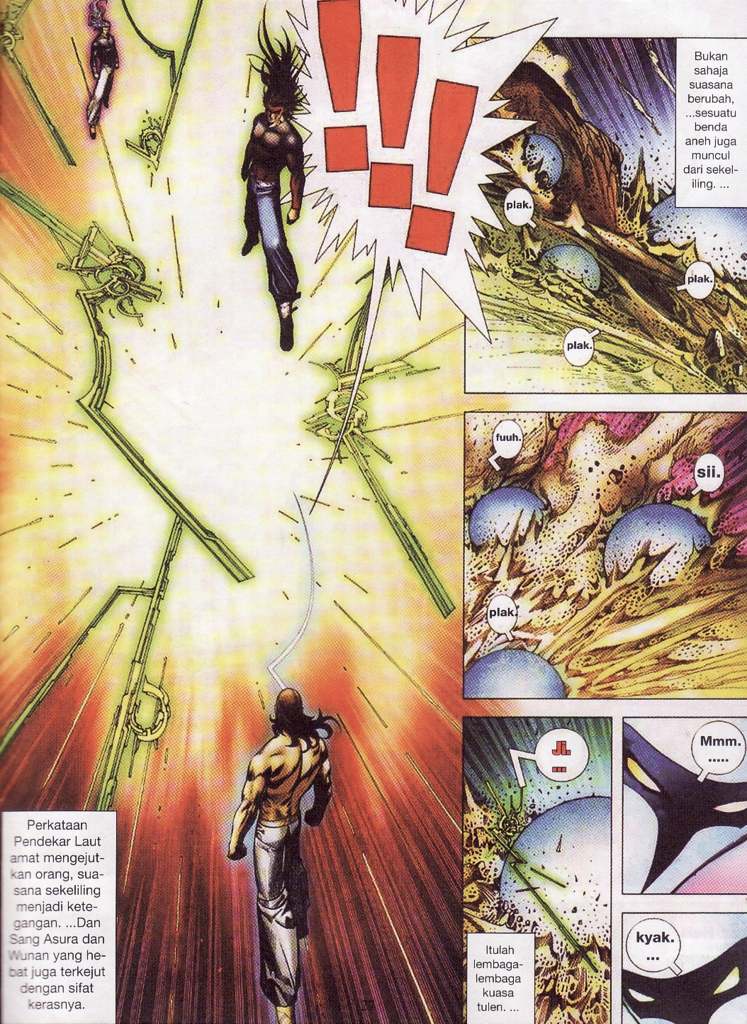 !!!
Bukan
sahaja
suasana
berubah,
...sesuatu
benda
aneh juga
muncul
dari sekel-
iling. ...
plak.
plak.
plak.
fuuh.
sii.
plak.
Perkataan
Pendekar Laut
amat mengejut-
kan orang, sua-
sana sekeliling
menjadi kete-
gangan. ...Dan
Sang Asura dan
Wunan yang he-
bat juga terkejut
dengan sifat
kerasnya.
Itulah
lembaga-
lembaga
kuasa
tulen. ...
Mmm.
.....
kyak.
...